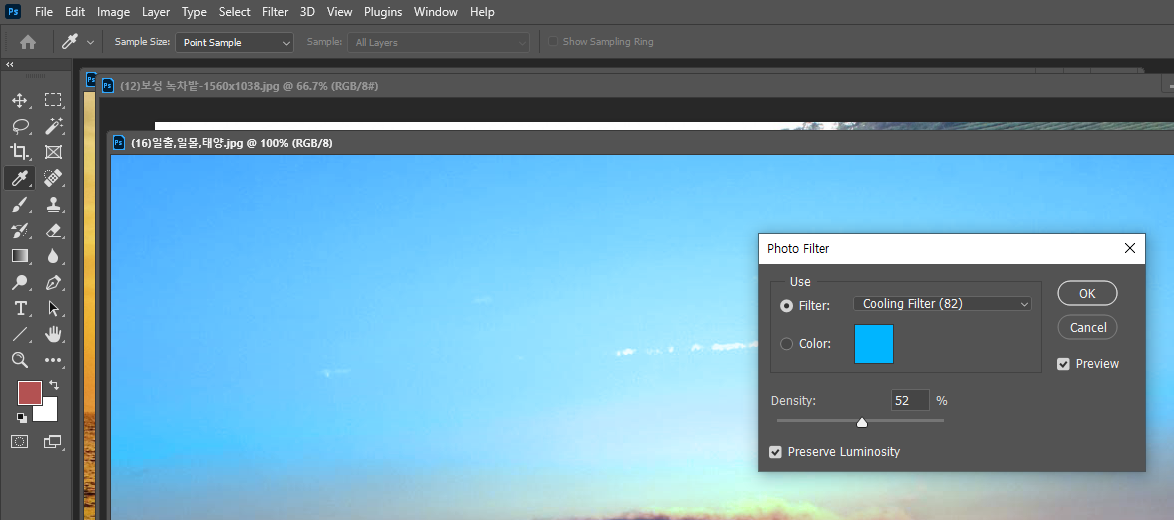 Ps File Edit Image Layer Type Select Filter 3D View Plugins Window Help
Sample Size: Point Sample Sample: All Layers Show Sampling Ring
Ps Ps (12)보성 녹차밭-1560x1038.jpg @ 66.7% (RGB/8#)
Ps (16)일출,일몰,태양.jpg @ 100% (RGB/8)
Photo Filter
Use
Filter: Cooling Filter (82)
OK
Color:
Cancel
Preview
Density: 52 %
Preserve Luminosity